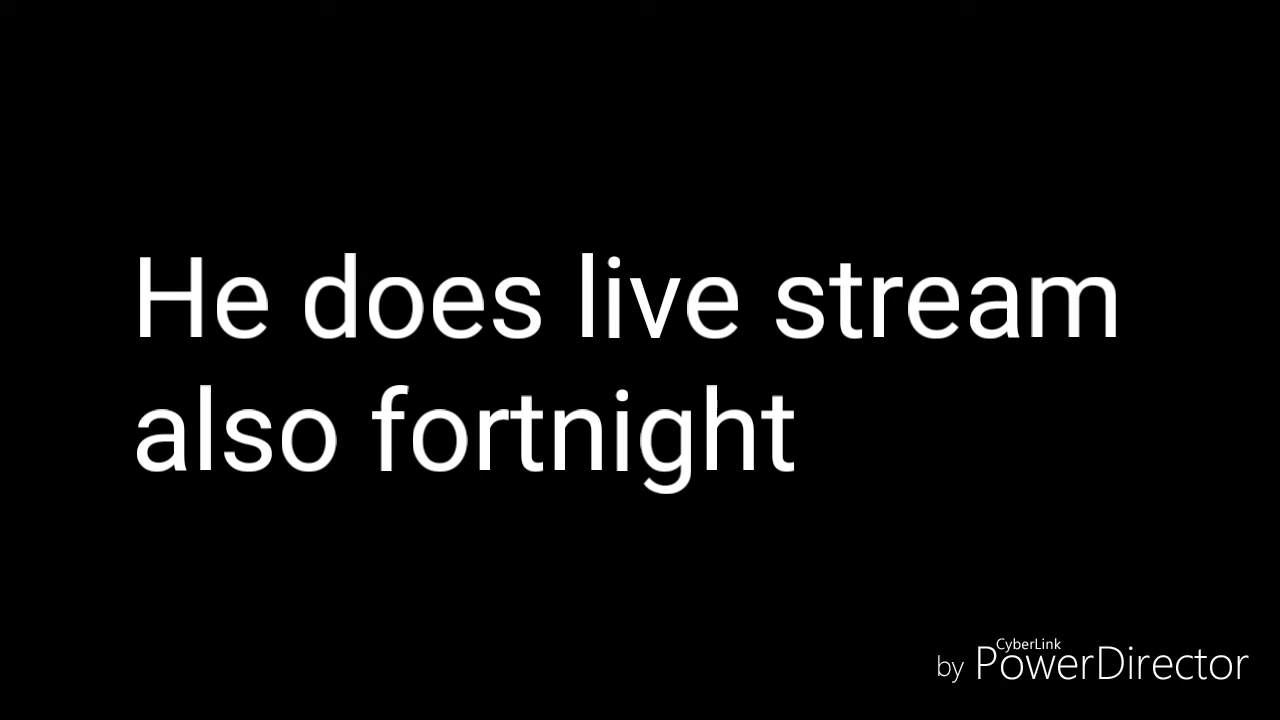 He does live stream
also fortnight
CyberLink
by PowerDirector